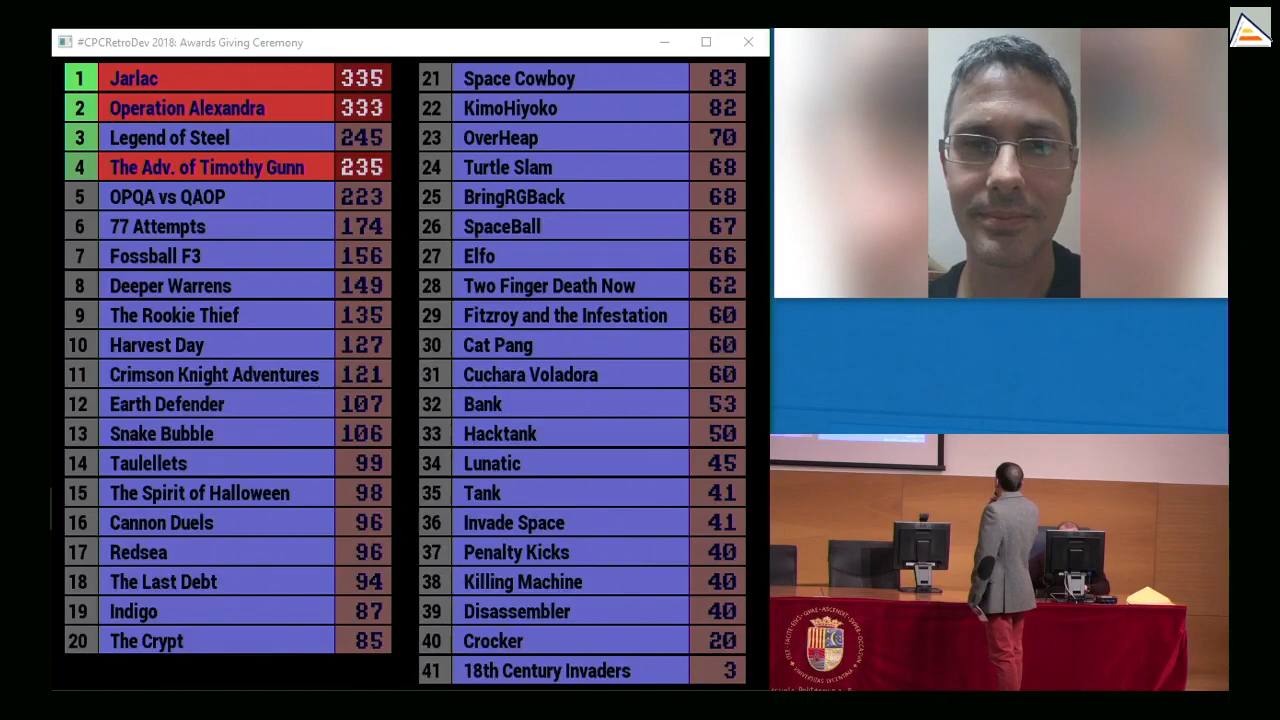 #CPCRetroDev 2018: Awards Giving Ceremony
1 Jarlac 335
2 Operation Alexandra 333
3 Legend of Steel 245
4 The Adv. of Timothy Gunn 235
5 OPQA vs QAOP 223
6 77 Attempts 174
7 Fossball F3 156
8 Deeper Warrens 149
9 The Rookie Thief 135
10 Harvest Day 127
11 Crimson Knight Adventures 121
12 Earth Defender 107
13 Snake Bubble 106
14 Taulellets 99
15 The Spirit of Halloween 98
16 Cannon Duels 96
17 Redsea 96
18 The Last Debt 94
19 Indigo 87
20 The Crypt 85
21 Space Cowboy 83
22 KimoHiyoko 82
23 OverHeap 70
24 Turtle Slam 68
25 BringRGBack 68
26 SpaceBall 67
27 Elfo 66
28 Two Finger Death Now 62
29 Fitzroy and the Infestation 60
30 Cat Pang 60
31 Cuchara Voladora 60
32 Bank 53
33 Hacktank 50
34 Lunatic 45
35 Tank 41
36 Invade Space 41
37 Penalty Kicks 40
38 Killing Machine 40
39 Disassembler 40
40 Crocker 20
41 18th Century Invaders 3